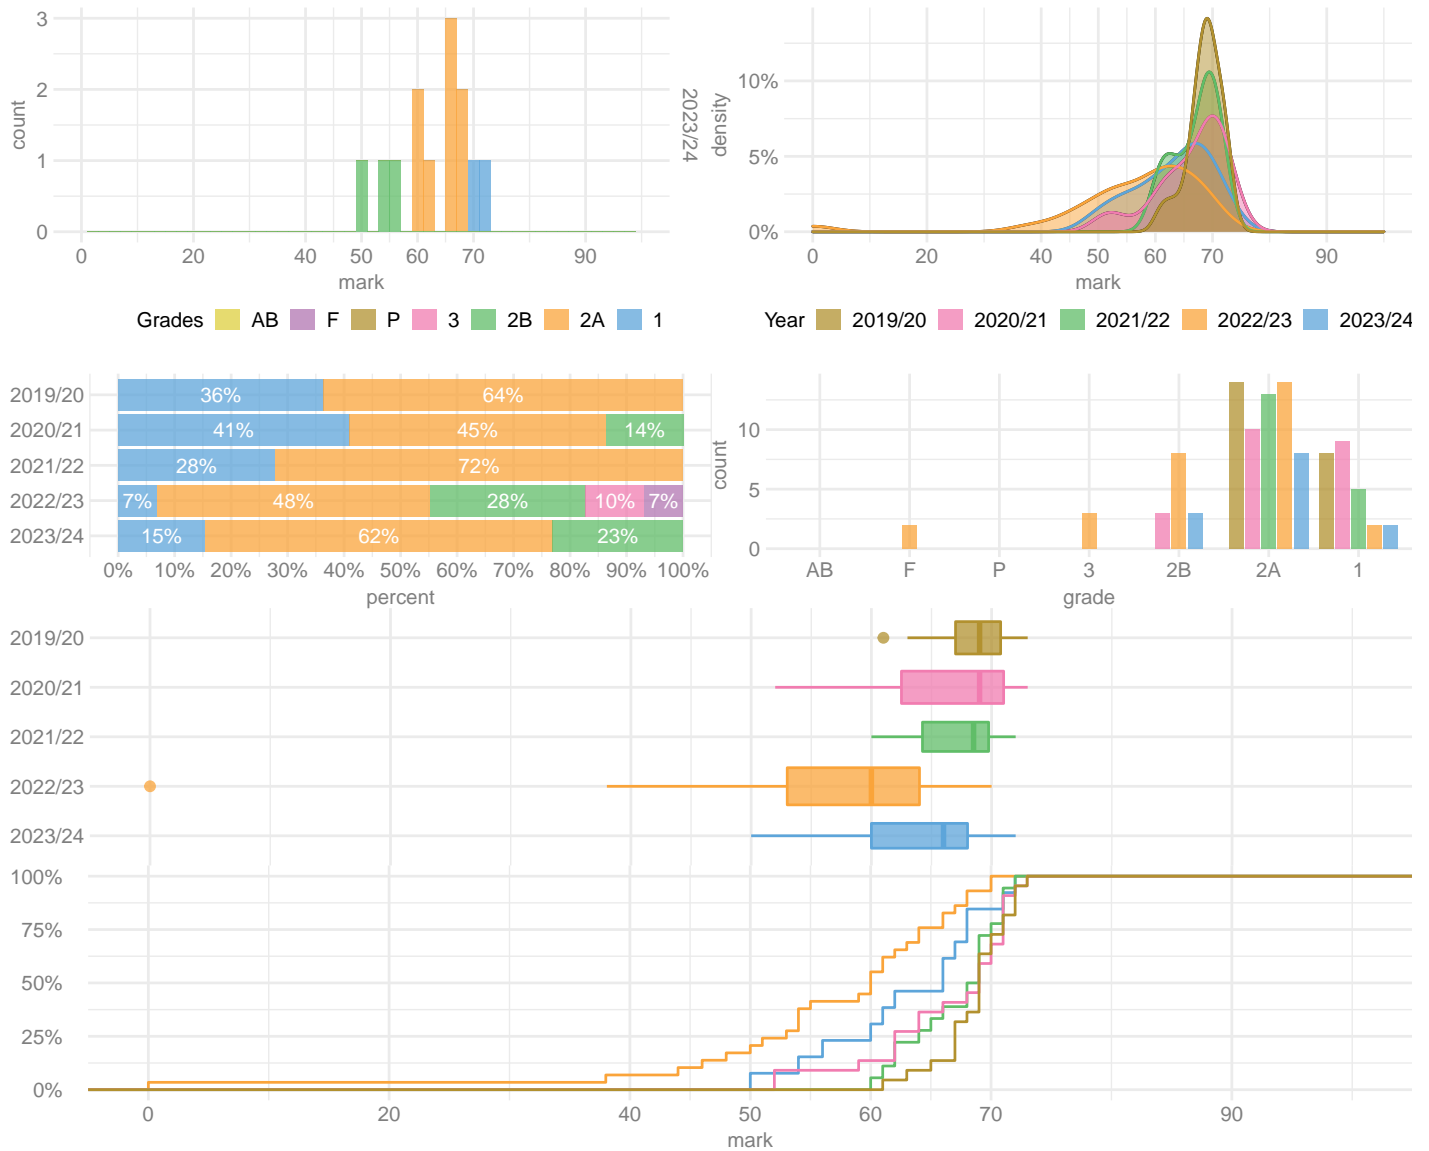 3
2
1
0
count
0 20 40 50 60 70 90
mark
2023/24
10%
5%
0%
density
0 20 40 50 60 70 90
mark
Grades AB F P 3 2B 2A 1
Year 2019/20 2020/21 2021/22 2022/23 2023/24
2019/20 36% 64%
2020/21 41% 45% 14%
2021/22 28% 72%
2022/23 7% 48% 28% 10% 7%
2023/24 15% 62% 23%
0% 10% 20% 30% 40% 50% 60% 70% 80% 90% 100%
percent
10
5
0
count
AB F P 3 2B 2A 1
grade
2019/20
2020/21
2021/22
2022/23
2023/24
100%
75%
50%
25%
0%
0 20 40 50 60 70 90
mark